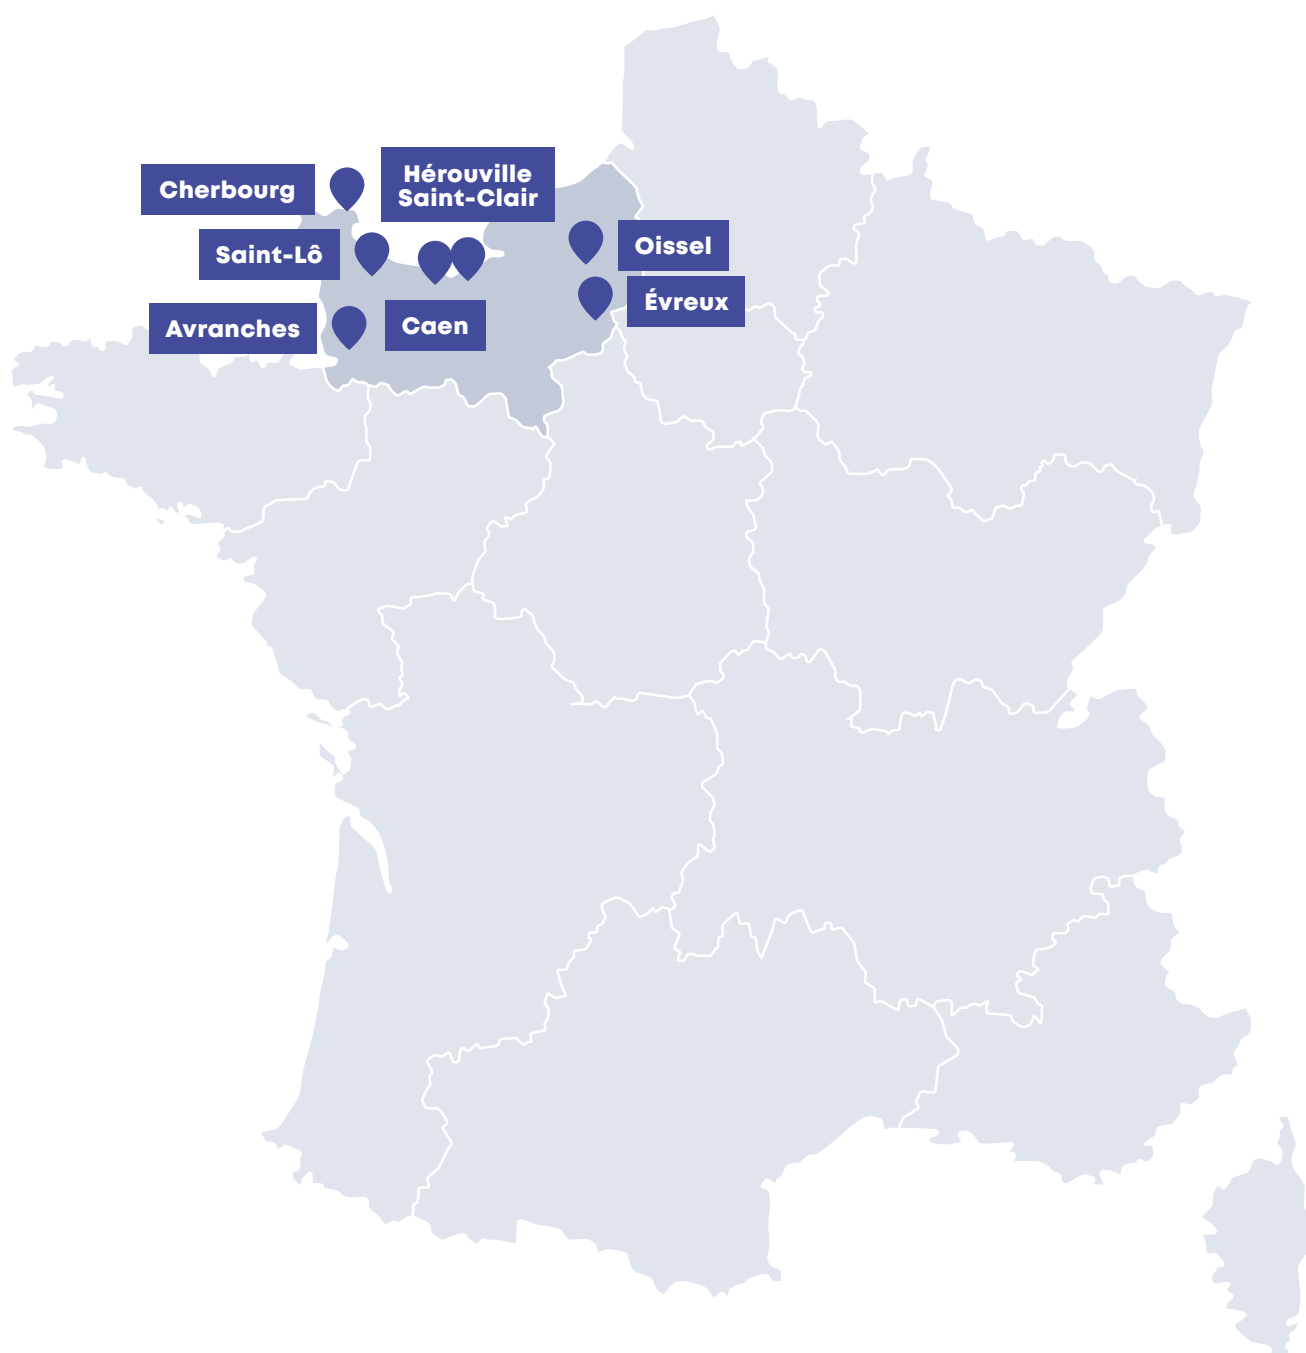 Cherbourg
Hérouville
Saint-Clair
Saint-Lô
Oissel
Évreux
Avranches
Caen